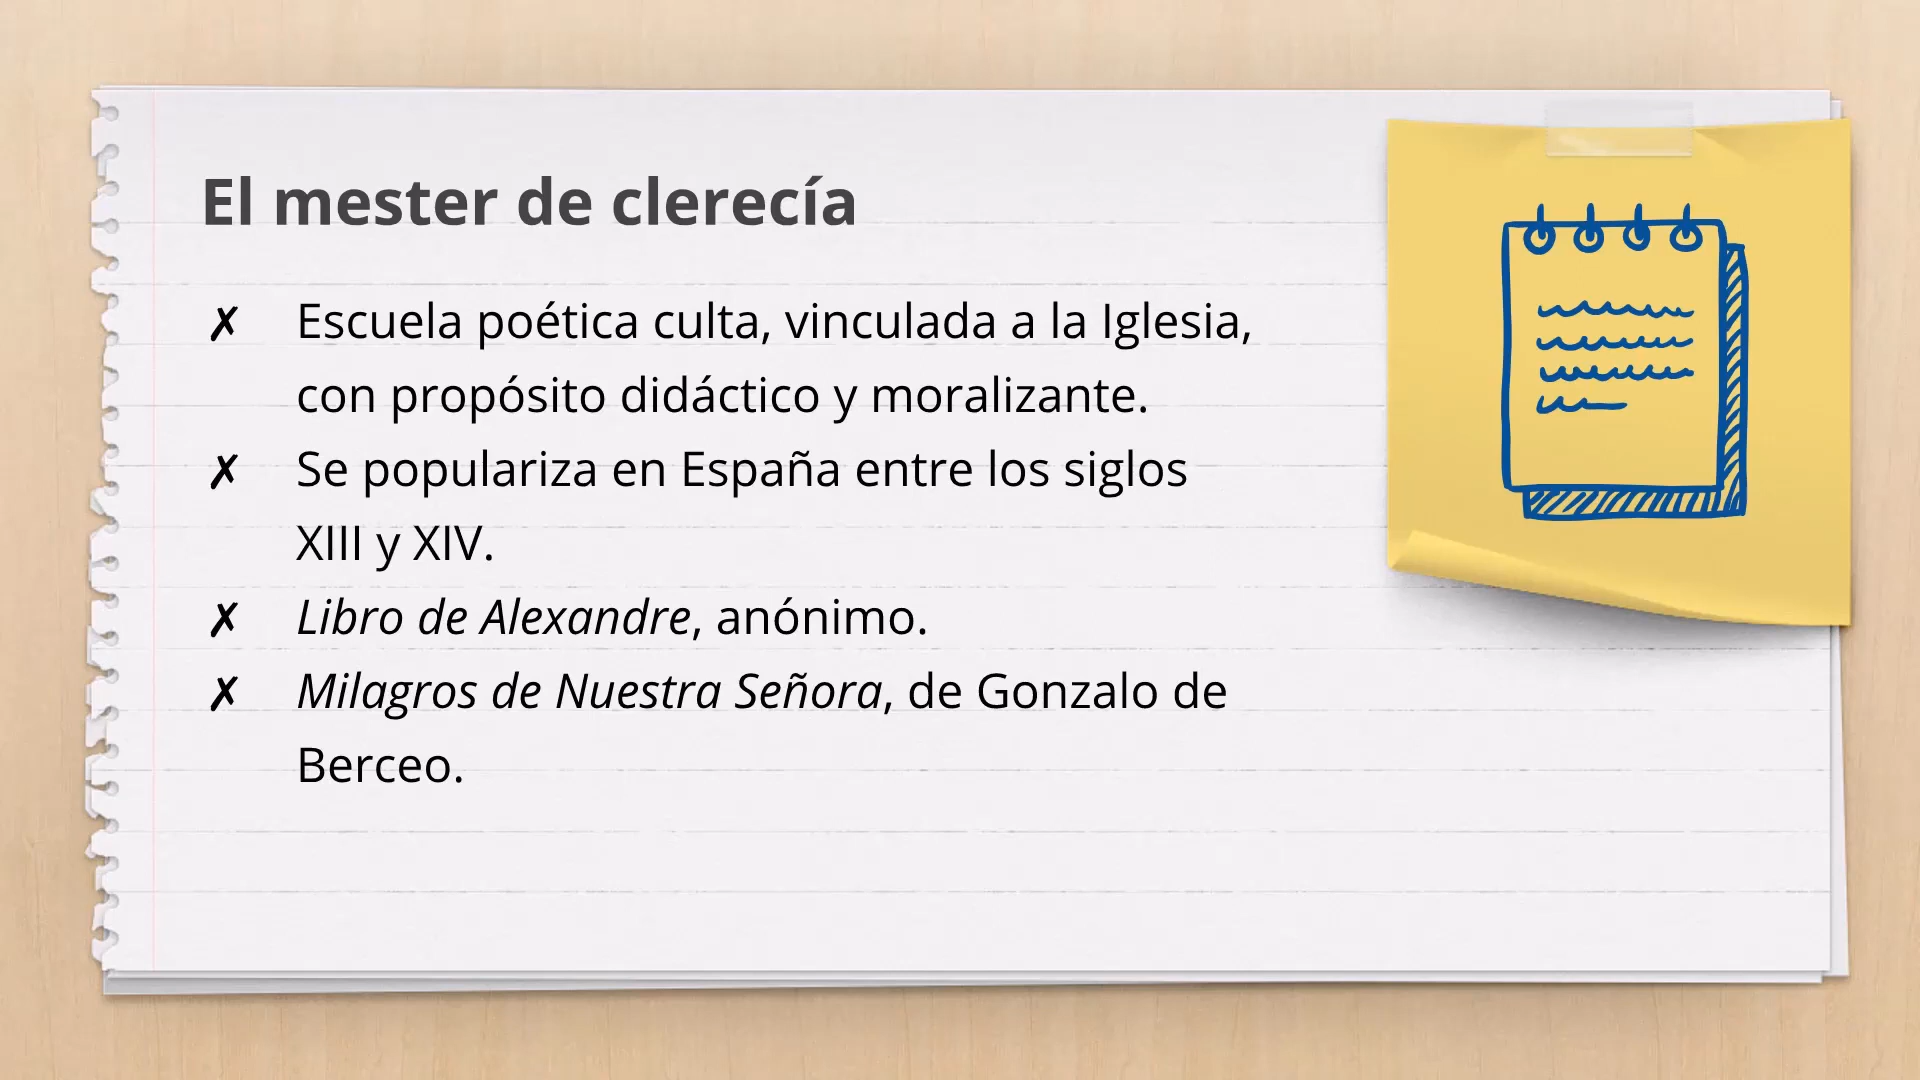 El mester de clerecía
✗ Escuela poética culta, vinculada a la Iglesia,
con propósito didáctico y moralizante.
✗ Se populariza en España entre los siglos
XIII y XIV.
✗ Libro de Alexandre, anónimo.
✗ Milagros de Nuestra Señora, de Gonzalo de
Berceo.